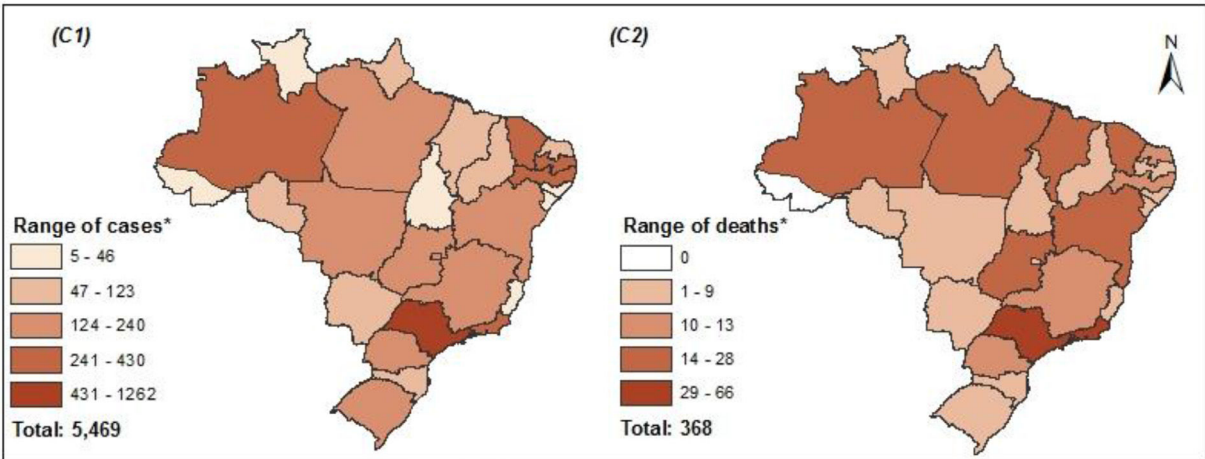 (C1)
Range of cases*
5 - 46
47 - 123
124 - 240
241 - 430
431 - 1262
Total: 5,469
(C2)
N
Range of deaths*
0
1 - 9
10 - 13
14 - 28
29 - 66
Total: 368